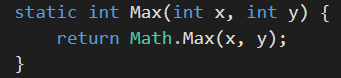 static int Max(int x, int y) {
    return Math.Max(x, y);
}